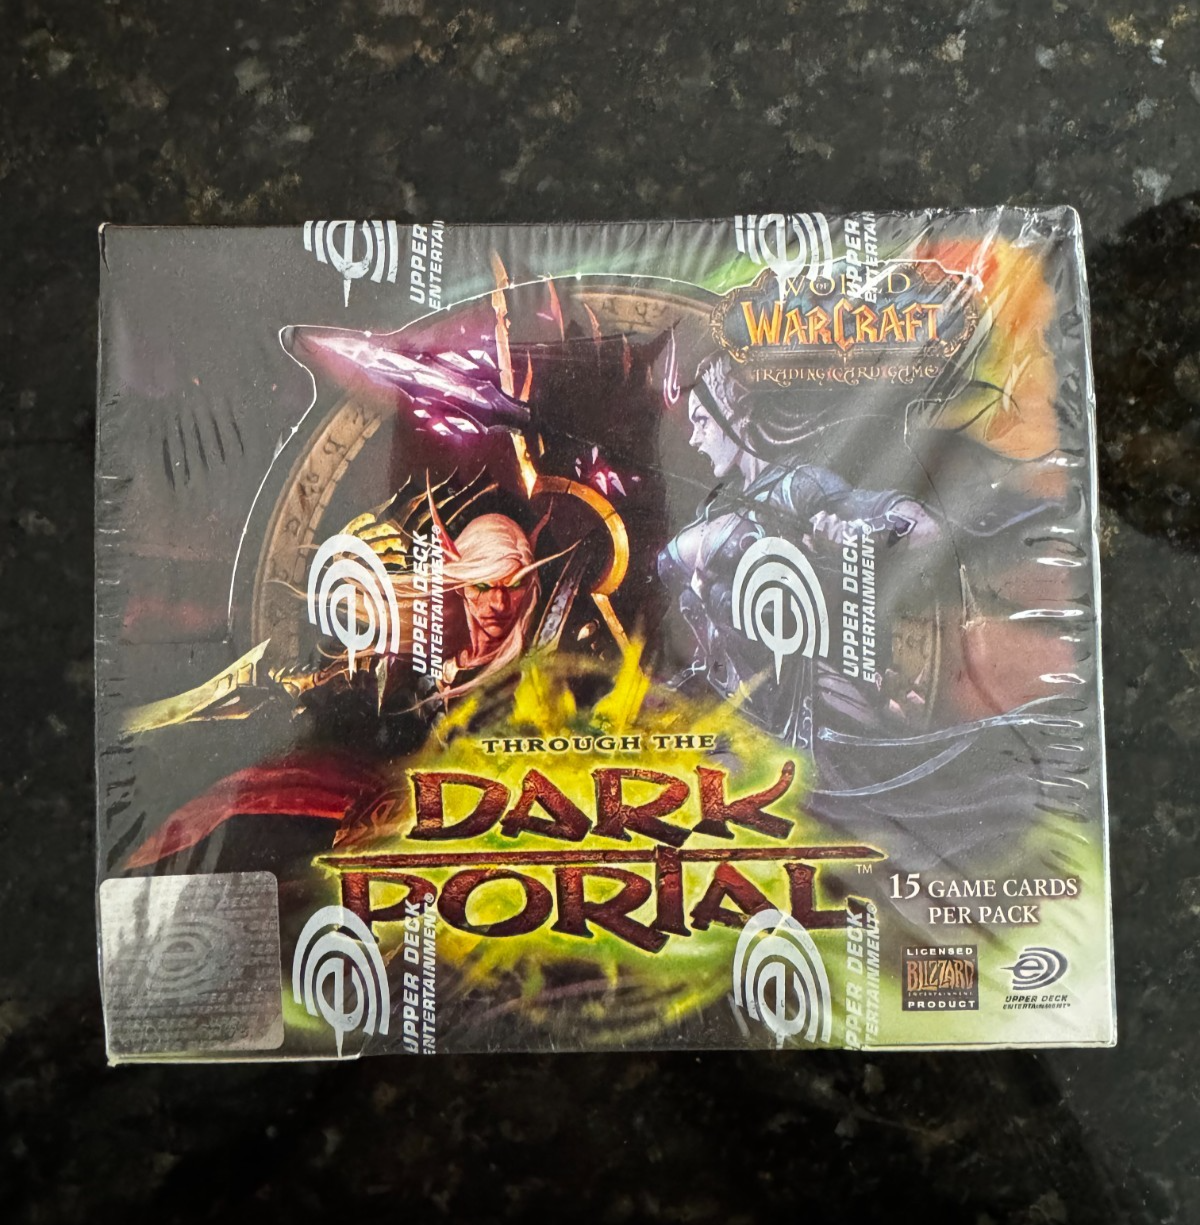 UPPER DECK
ENTERTAINMENT
UPPER DECK
ENTERTAINMENT
WORLD
OF
WARCRAFT
TRADING CARD GAME
UPPER DECK
ENTERTAINMENT®
UPPER DECK
ENTERTAINMENT®
THROUGH THE
DARK
PORTAL™
15 GAME CARDS
PER PACK
UPPER DECK
ENTERTAINMENT®
UPPER DECK
ENTERTAINMENT®
LICENSED
BLIZZARD
ENTERTAINMENT
PRODUCT
UPPER DECK
ENTERTAINMENT®